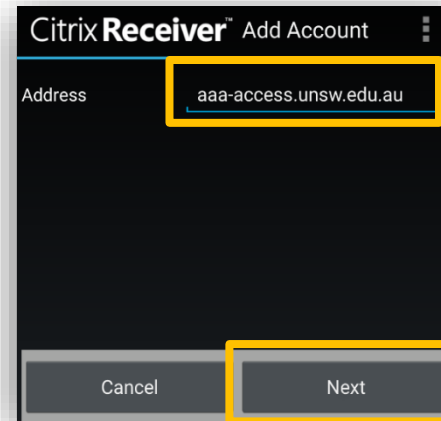 Citrix Receiver™ Add Account
Address aaa-access.unsw.edu.au
Cancel Next